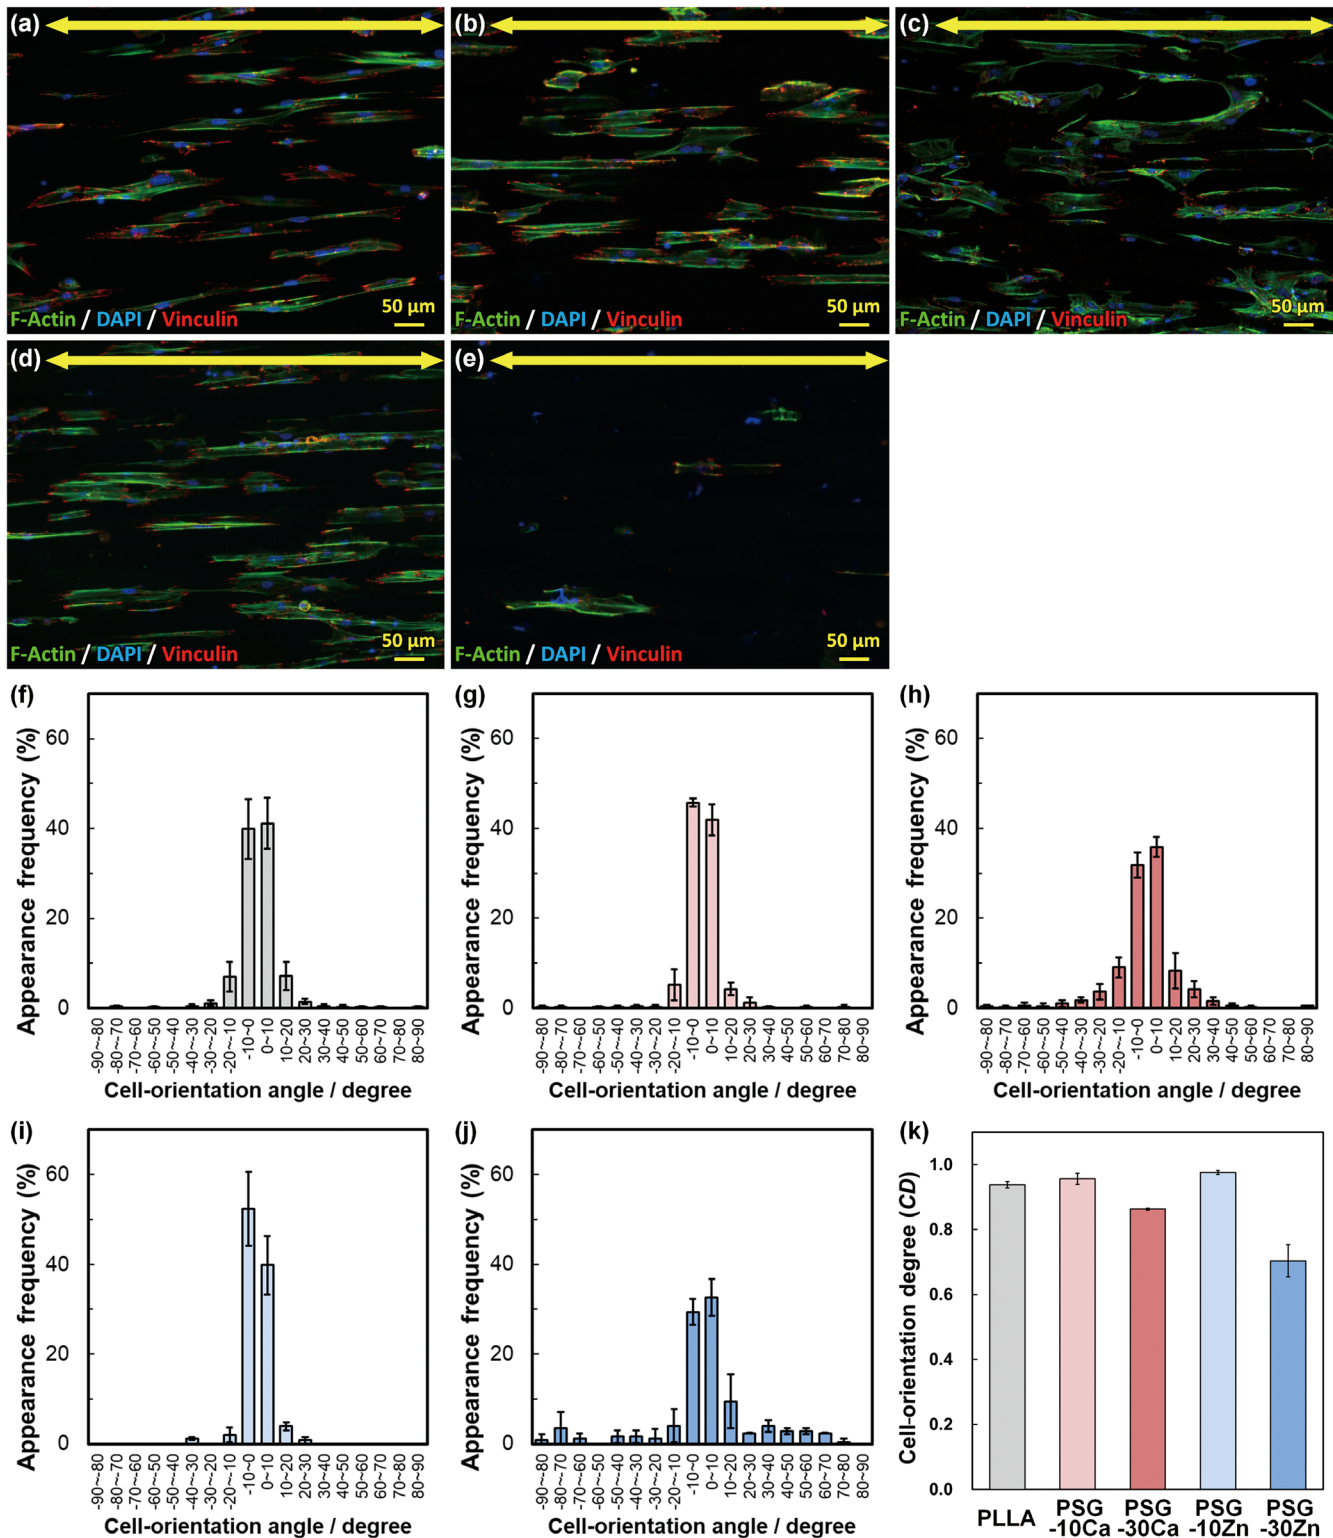 (a)
(b)
(c)
F-Actin / DAPI / Vinculin
50 µm
F-Actin / DAPI / Vinculin
50 µm
F-Actin / DAPI / Vinculin
50 µm
(d)
(e)
F-Actin / DAPI / Vinculin
50 µm
F-Actin / DAPI / Vinculin
50 µm
(f)
Appearance frequency (%)
60
40
20
0
-90~-80
-80~-70
-70~-60
-60~-50
-50~-40
-40~-30
-30~-20
-20~-10
-10~0
0~10
10~20
20~30
30~40
40~50
50~60
60~70
70~80
80~90
Cell-orientation angle / degree
(g)
Appearance frequency (%)
60
40
20
0
-90~-80
-80~-70
-70~-60
-60~-50
-50~-40
-40~-30
-30~-20
-20~-10
-10~0
0~10
10~20
20~30
30~40
40~50
50~60
60~70
70~80
80~90
Cell-orientation angle / degree
(h)
Appearance frequency (%)
60
40
20
0
-90~-80
-80~-70
-70~-60
-60~-50
-50~-40
-40~-30
-30~-20
-20~-10
-10~0
0~10
10~20
20~30
30~40
40~50
50~60
60~70
70~80
80~90
Cell-orientation angle / degree
(i)
Appearance frequency (%)
60
40
20
0
-90~-80
-80~-70
-70~-60
-60~-50
-50~-40
-40~-30
-30~-20
-20~-10
-10~0
0~10
10~20
20~30
30~40
40~50
50~60
60~70
70~80
80~90
Cell-orientation angle / degree
(j)
Appearance frequency (%)
60
40
20
0
-90~-80
-80~-70
-70~-60
-60~-50
-50~-40
-40~-30
-30~-20
-20~-10
-10~0
0~10
10~20
20~30
30~40
40~50
50~60
60~70
70~80
80~90
Cell-orientation angle / degree
(k)
Cell-orientation degree (CD)
1.0
0.8
0.6
0.4
0.2
0.0
PLLA
PSG
-10Ca
PSG
-30Ca
PSG
-10Zn
PSG
-30Zn